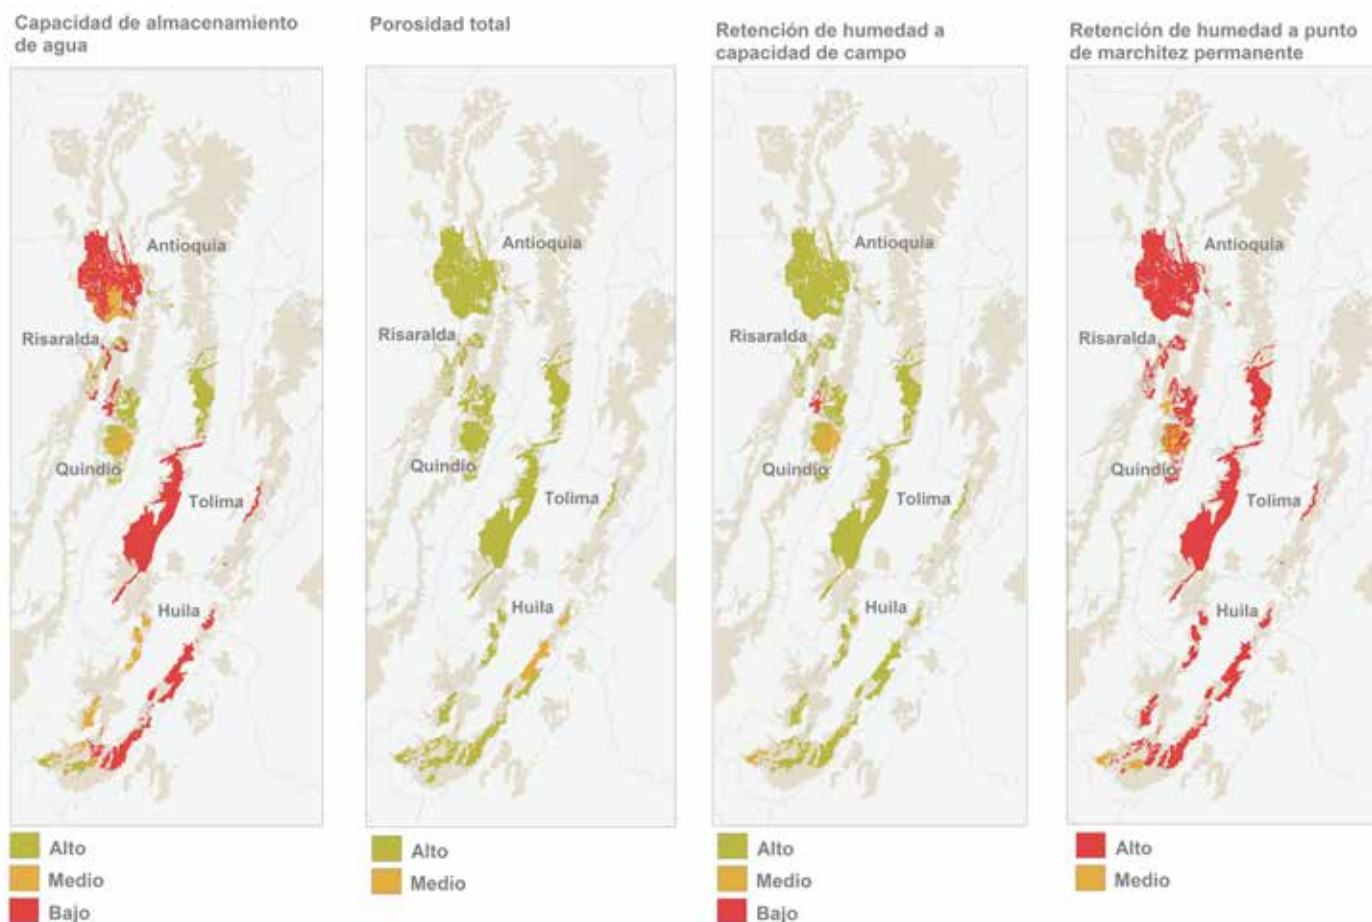 Capacidad de almacenamiento
de agua
Antioquia
Risaralda
Quindío
Tolima
Huila
Alto
Medio
Bajo
Porosidad total
Antioquia
Risaralda
Quindío
Tolima
Huila
Alto
Medio
Retención de humedad a
capacidad de campo
Antioquia
Risaralda
Quindío
Tolima
Huila
Alto
Medio
Bajo
Retención de humedad a punto
de marchitez permanente
Antioquia
Risaralda
Quindío
Tolima
Huila
Alto
Medio